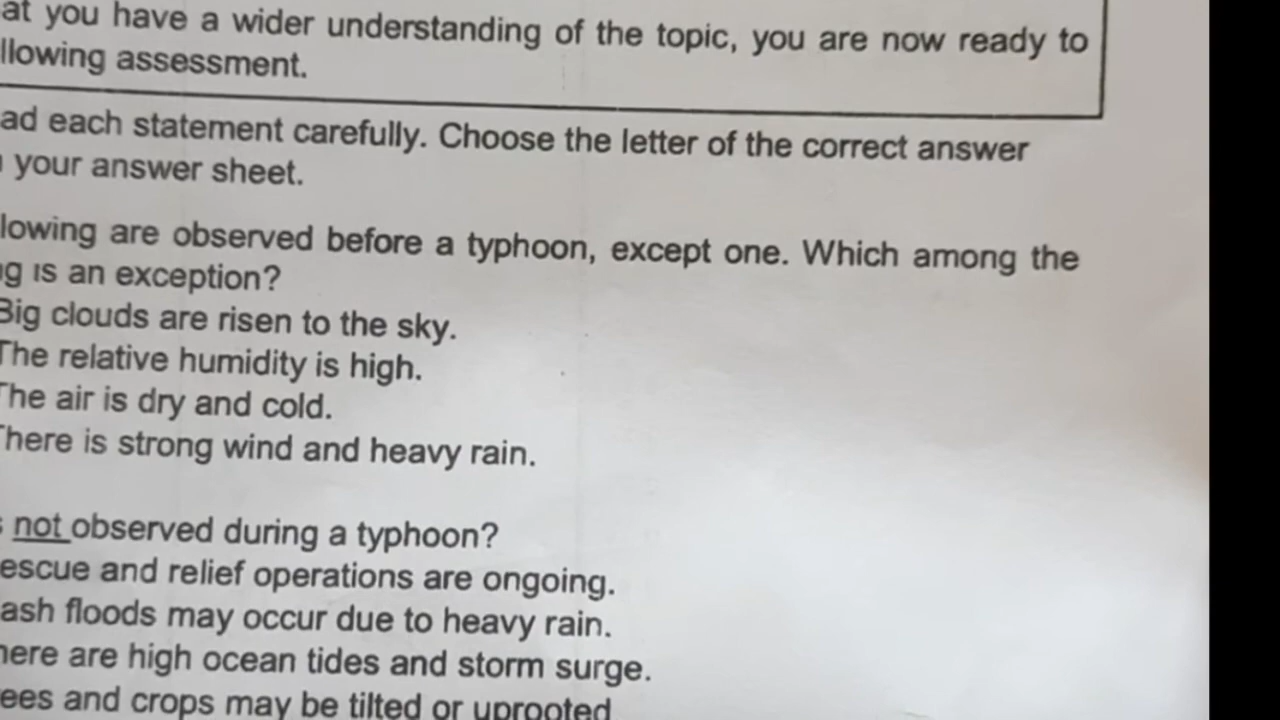 at you have a wider understanding of the topic, you are now ready to
llowing assessment.
ad each statement carefully. Choose the letter of the correct answer
your answer sheet.
lowing are observed before a typhoon, except one. Which among the
g is an exception?
Big clouds are risen to the sky.
The relative humidity is high.
The air is dry and cold.
There is strong wind and heavy rain.
not observed during a typhoon?
escue and relief operations are ongoing.
ash floods may occur due to heavy rain.
here are high ocean tides and storm surge.
ees and crops may be tilted or uprooted